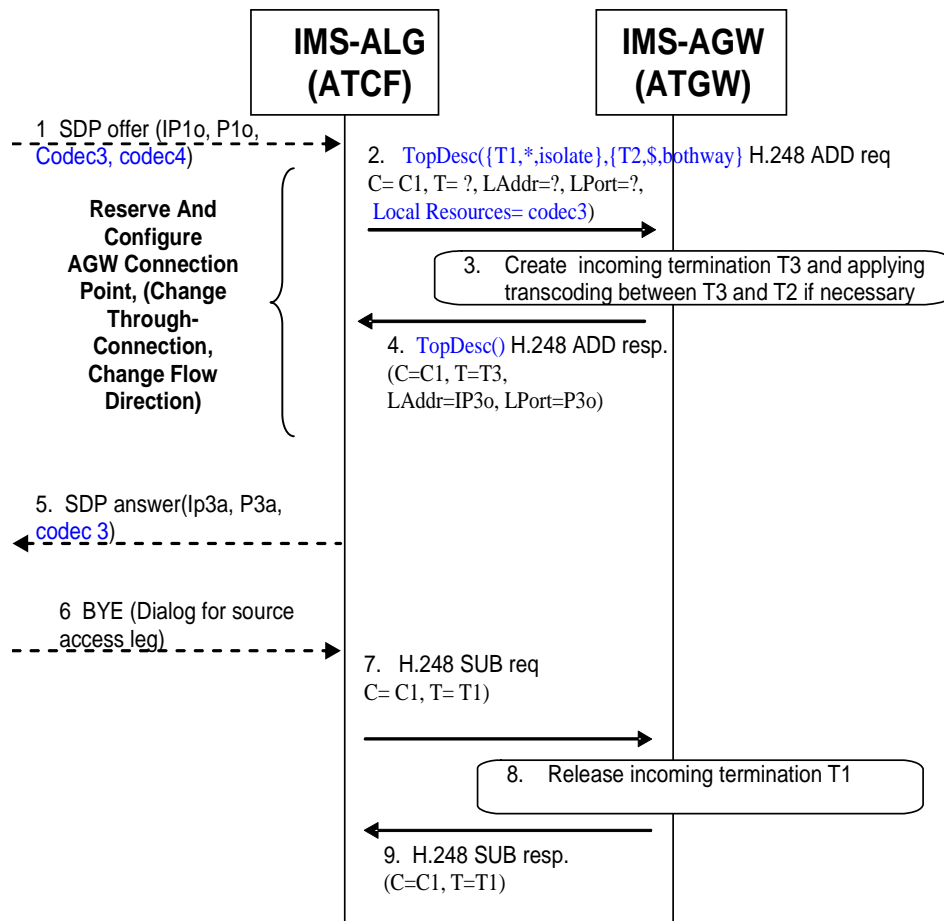 IMS-ALG
(ATCF)
IMS-AGW
(ATGW)
1 SDP offer (IP1o, P1o,
Codec3, codec4)
2. TopDesc({T1,*,isolate},{T2,$,bothway} H.248 ADD req
C= C1, T= ?, LAddr=?, LPort=?,
Local Resources= codec3)
Reserve And
Configure
AGW Connection
Point, (Change
Through-
Connection,
Change Flow
Direction)
3. Create incoming termination T3 and applying
transcoding between T3 and T2 if necessary
4. TopDesc() H.248 ADD resp.
(C=C1, T=T3,
LAddr=IP3o, LPort=P3o)
5. SDP answer(Ip3a, P3a,
codec 3)
6 BYE (Dialog for source
access leg)
7. H.248 SUB req
C= C1, T= T1)
8. Release incoming termination T1
9. H.248 SUB resp.
(C=C1, T=T1)